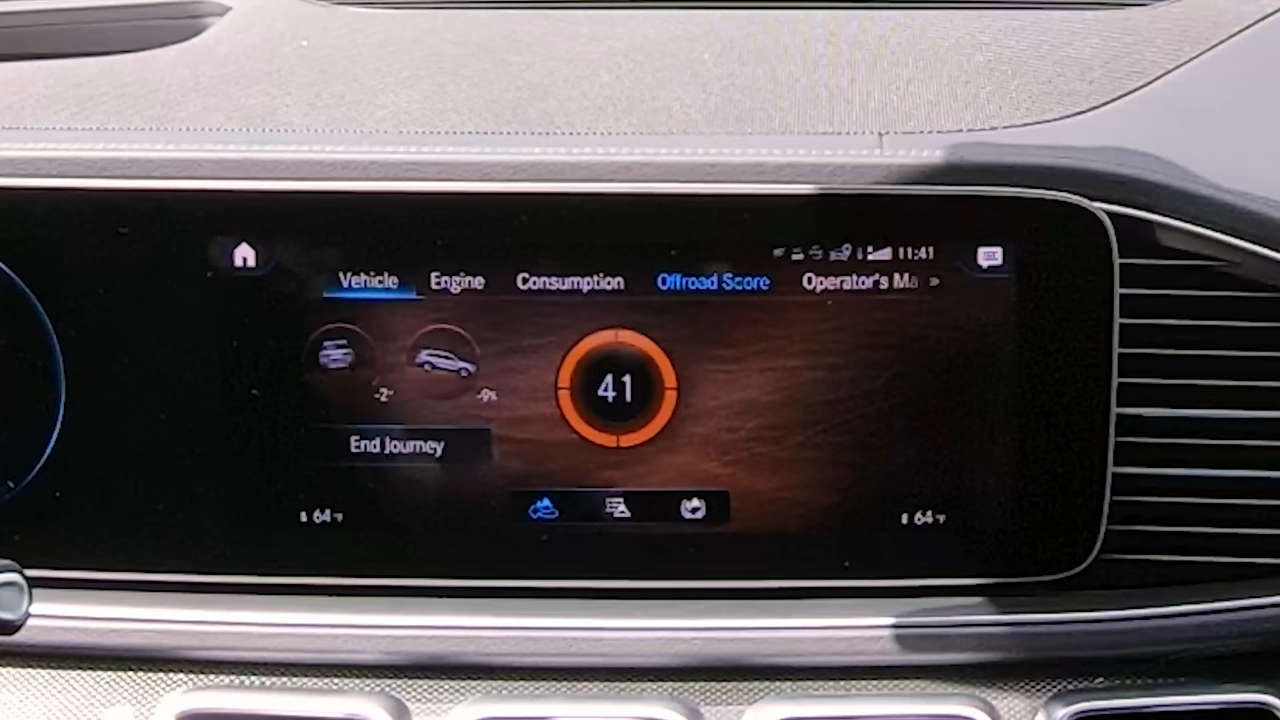 11:41
Vehicle Engine Consumption Offroad Score Operator's Ma »
-2° -9%
41
End Journey
64°F 64°F